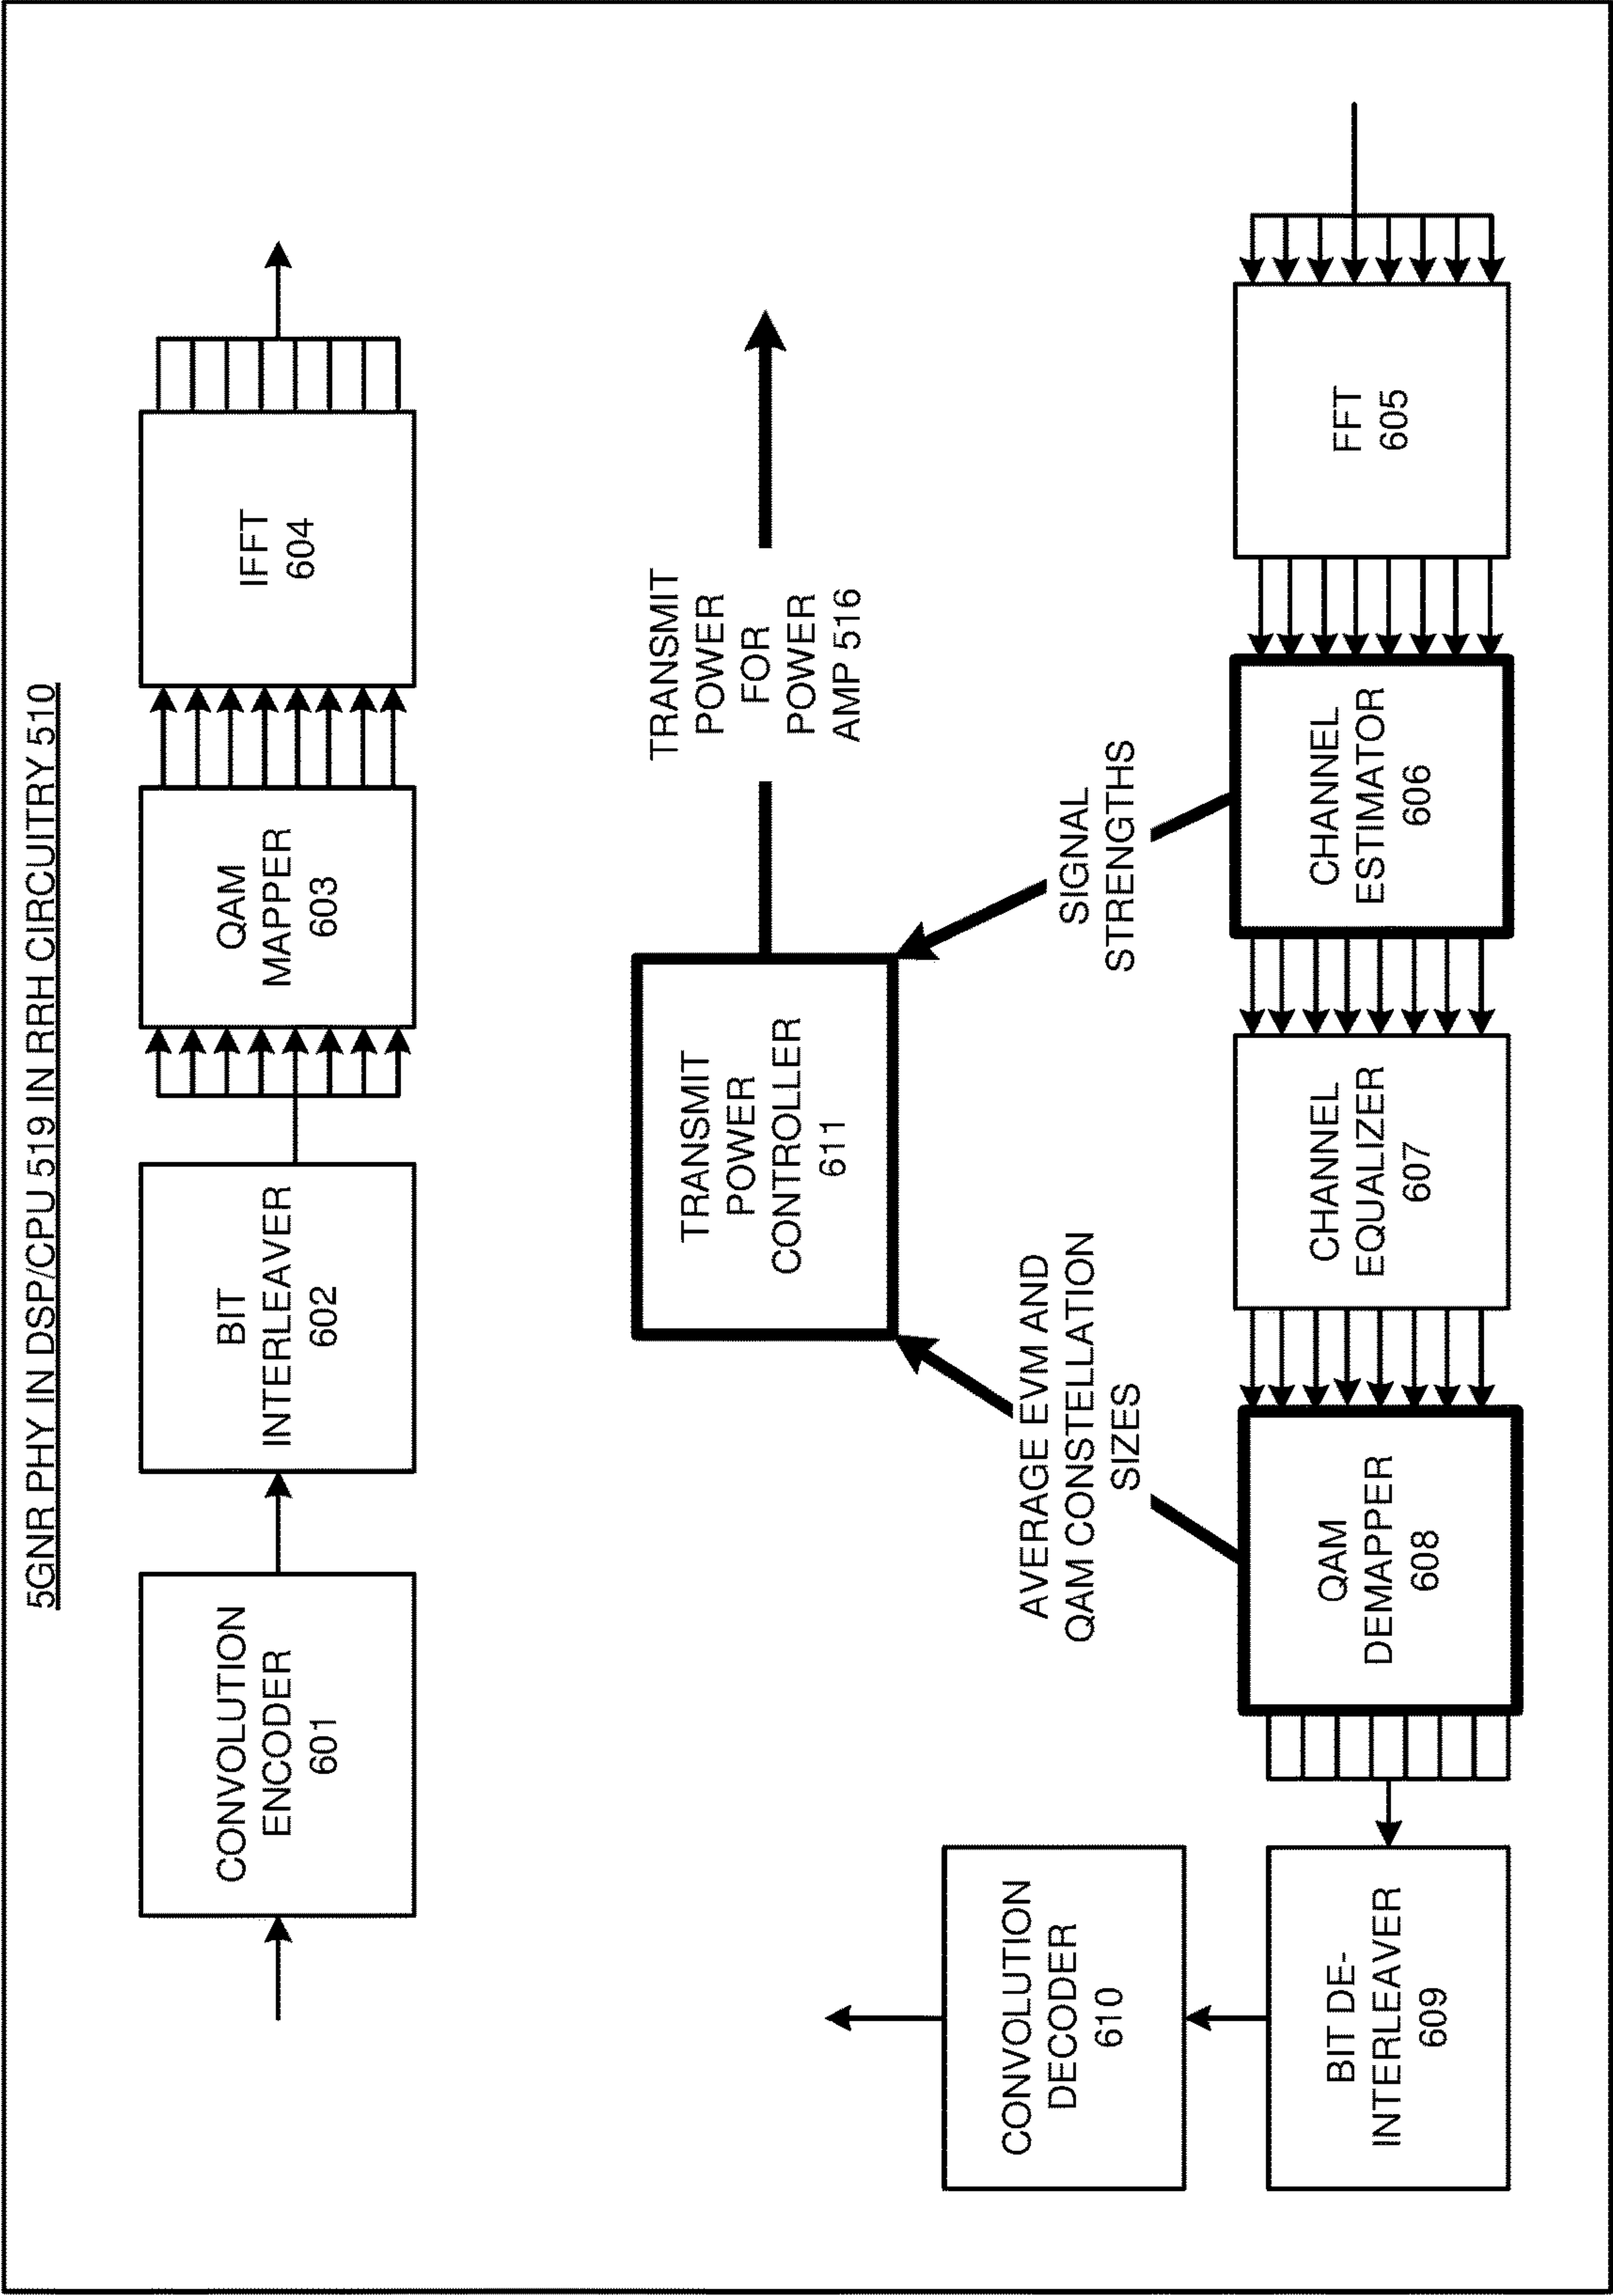 5GNR PHY IN DSP/CPU 519 IN RRH CIRCUITRY 510
CONVOLUTION
ENCODER
601
BIT
INTERLEAVER
602
QAM
MAPPER
603
IFFT
604
TRANSMIT
POWER
CONTROLLER
611
TRANSMIT
POWER
FOR
POWER
AMP 516
AVERAGE EVM AND
QAM CONSTELLATION
SIZES
SIGNAL
STRENGTHS
CONVOLUTION
DECODER
610
BIT DE-
INTERLEAVER
609
QAM
DEMAPPER
608
CHANNEL
EQUALIZER
607
CHANNEL
ESTIMATOR
606
FFT
605